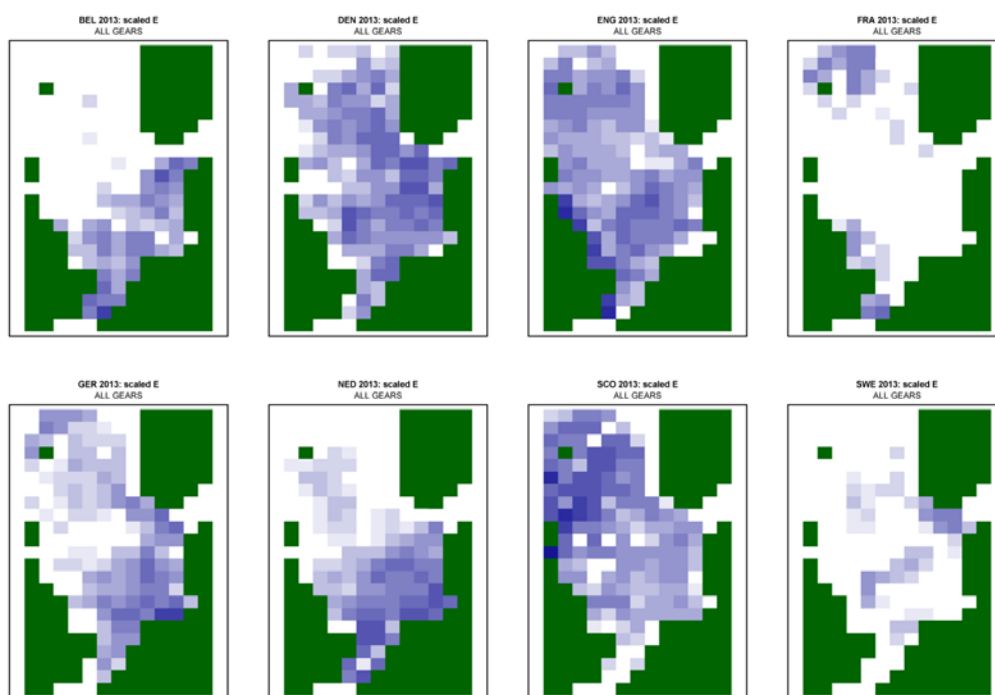 BEL 2013: scaled E
ALL GEARS
DEN 2013: scaled E
ALL GEARS
ENG 2013: scaled E
ALL GEARS
FRA 2013: scaled E
ALL GEARS
GER 2013: scaled E
ALL GEARS
NED 2013: scaled E
ALL GEARS
SCO 2013: scaled E
ALL GEARS
SWE 2013: scaled E
ALL GEARS